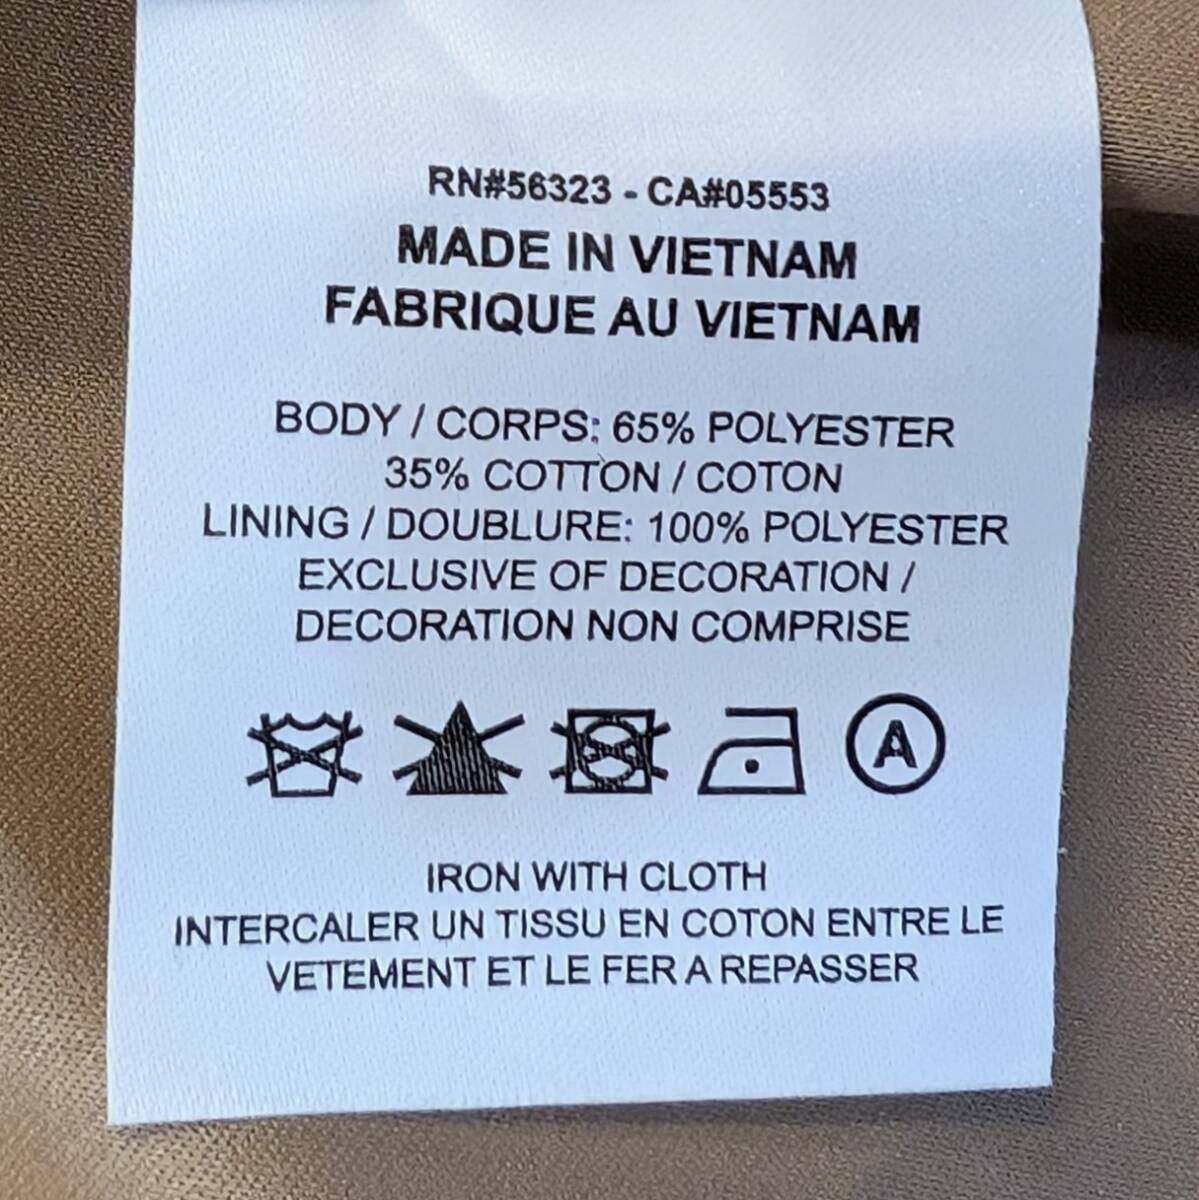 RN#56323 - CA#05553
MADE IN VIETNAM
FABRIQUE AU VIETNAM
BODY / CORPS: 65% POLYESTER
35% COTTON / COTON
LINING / DOUBLURE: 100% POLYESTER
EXCLUSIVE OF DECORATION /
DECORATION NON COMPRISE
A
IRON WITH CLOTH
INTERCALER UN TISSU EN COTON ENTRE LE
VETEMENT ET LE FER A REPASSER